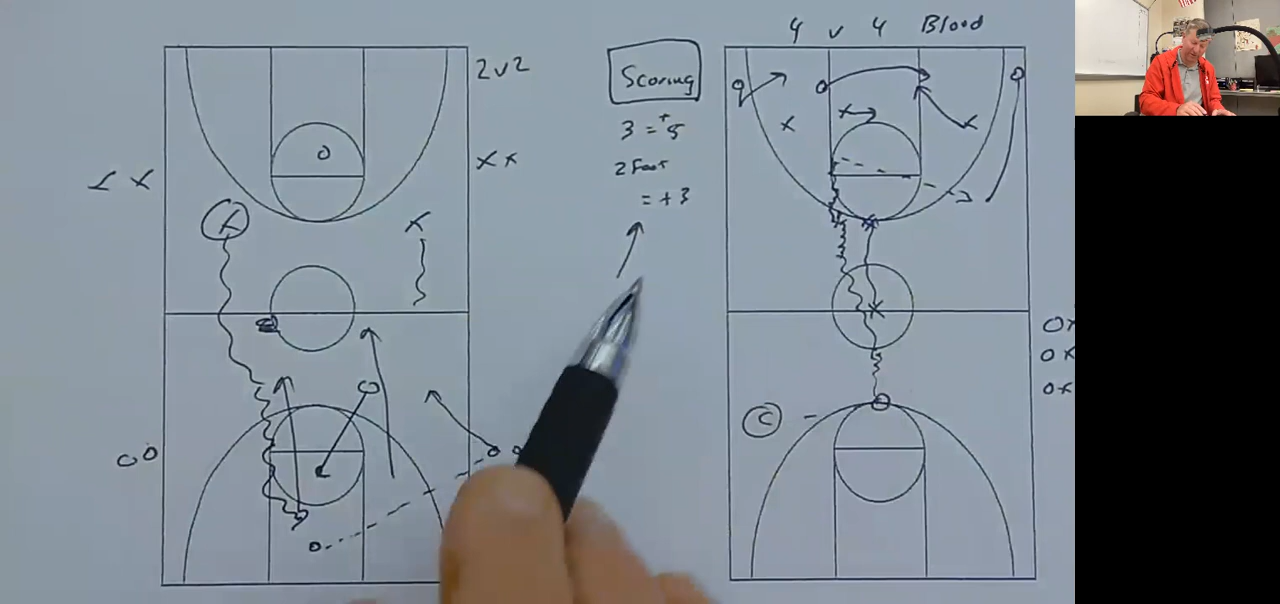 2v2
Scoring
3 = +5
2 Foot
= +3
4 v 4 Blood
C